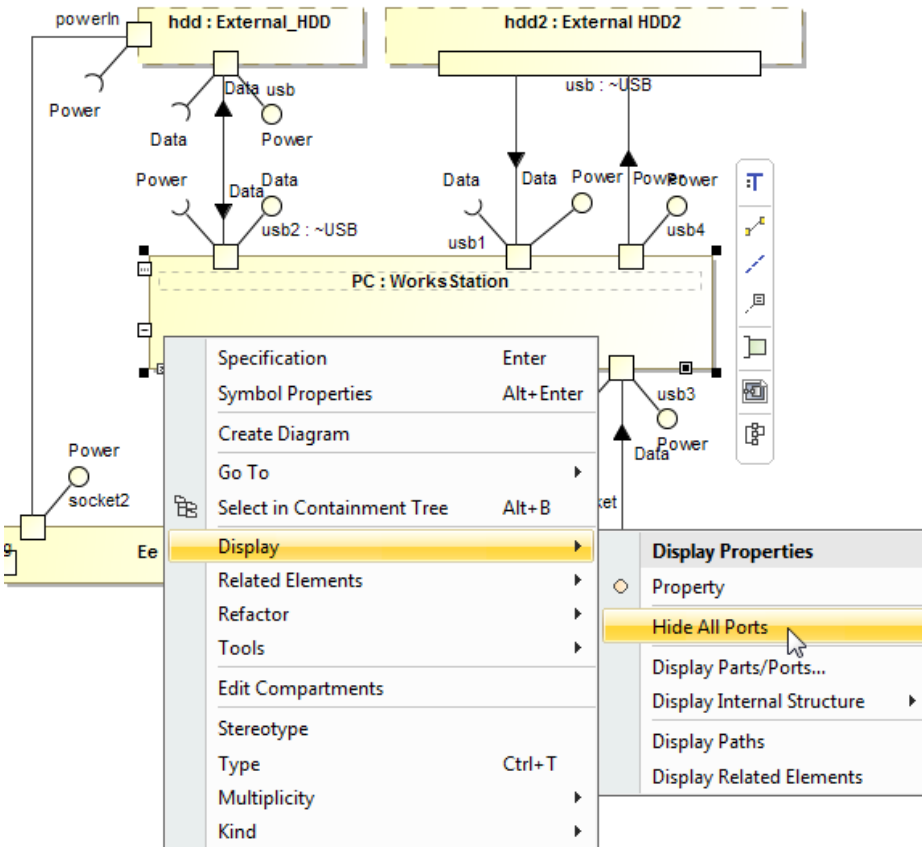 powerIn
hdd : External_HDD
hdd2 : External HDD2
Power
Data usb
usb : ~USB
Data
Power
Power
Data
Data
Data
Data
Power
Power
Power
usb2 : ~USB
usb1
usb4
PC : WorksStation
Specification Enter
Symbol Properties Alt+Enter
usb3
Create Diagram
Data
Power
Power
Go To
socket2
Select in Containment Tree Alt+B
ket
Ee
Display
Display Properties
Related Elements
Property
Refactor
Hide All Ports
Tools
Display Parts/Ports...
Edit Compartments
Display Internal Structure
Stereotype
Display Paths
Type Ctrl+T
Display Related Elements
Multiplicity
Kind